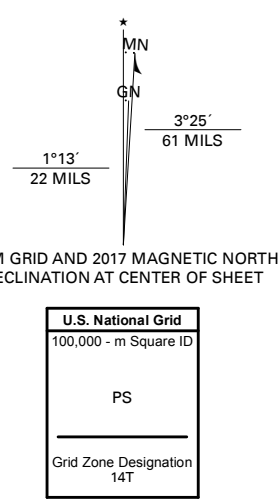 ★
MN
GN
3°25´
61 MILS
1°13´
22 MILS
GRID AND 2017 MAGNETIC NORTH
AT CENTER OF SHEET
U.S. National Grid
100,000 - m Square ID
PS
Grid Zone Designation
14T